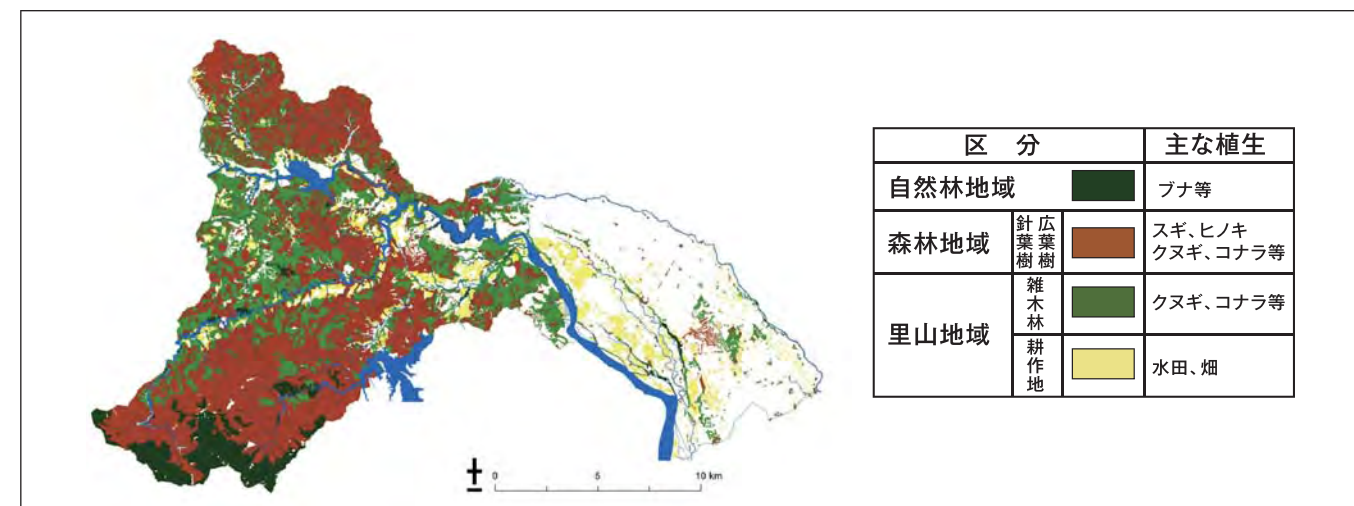 区 分 主な植生
自然林地域 ブナ等
森林地域 針葉樹 広葉樹 スギ、ヒノキ
クヌギ、コナラ等
里山地域 雑木林 クヌギ、コナラ等
耕作地 水田、畑
0 5 10 km